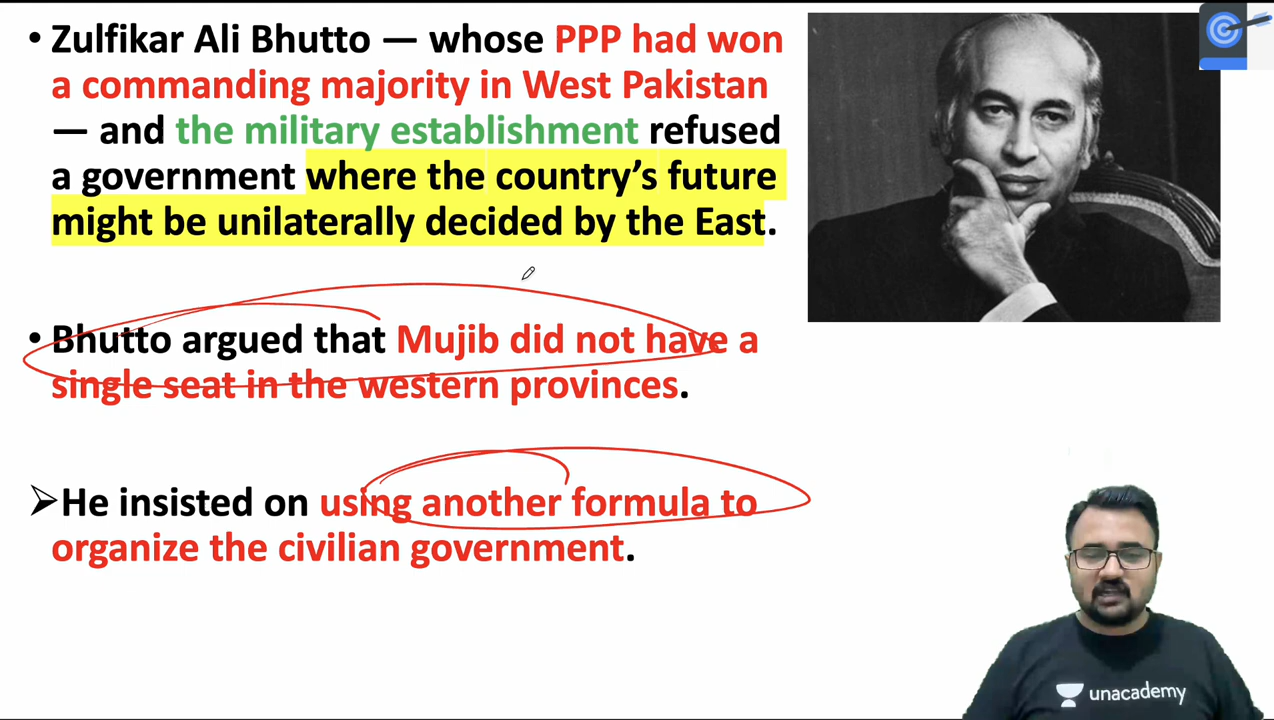 • Zulfikar Ali Bhutto — whose PPP had won
a commanding majority in West Pakistan
— and the military establishment refused
a government where the country’s future
might be unilaterally decided by the East.
• Bhutto argued that Mujib did not have a
single seat in the western provinces.
➢He insisted on using another formula to
organize the civilian government.
unacademy